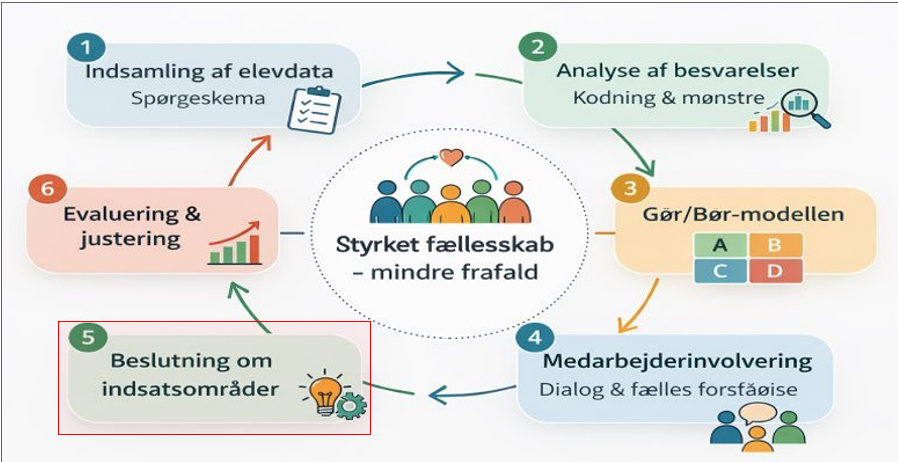 1
Indsamling af elevdata
Spørgeskema
2
Analyse af besvarelser
Kodning & mønstre
3
Gør/Bør-modellen
A B
C D
4
Medarbejderinvolvering
Dialog & fælles forsfåøise
5
Beslutning om
indsatsområder
6
Evaluering &
justering
Styrket fællesskab
– mindre frafald